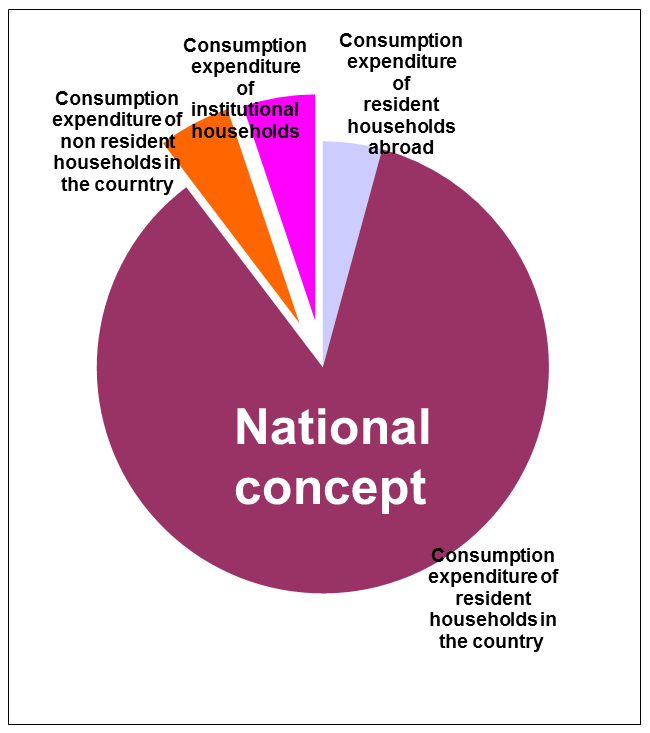 Consumption
expenditure
of
institutional
households
Consumption
expenditure
of
resident
households
abroad
Consumption
expenditure of
non resident
households in
the courntry
National
concept
Consumption
expenditure of
resident
households in
the country